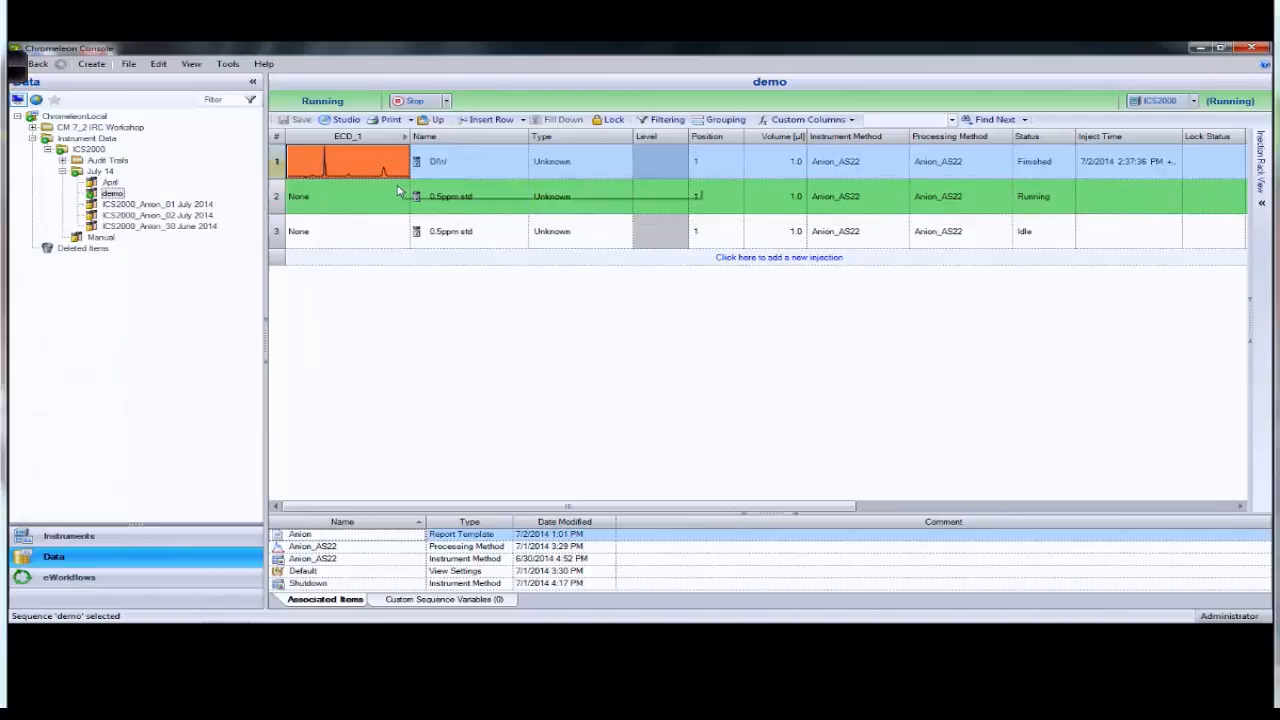 Chromeleon Console
Back Create File Edit View Tools Help
Data
demo
Filter
Running Stop ICS2000 (Running)
Save Studio Print Up Insert Row Fill Down Lock Filtering Grouping Custom Columns Find Next
# ECD_1 Name Type Level Position Volume [µl] Instrument Method Processing Method Status Inject Time Lock Status
1 DIW Unknown 1 1.0 Anion_AS22 Anion_AS22 Finished 7/2/2014 2:37:36 PM +...
2 None 0.5ppm std Unknown 1 1.0 Anion_AS22 Anion_AS22 Running
3 None 0.5ppm std Unknown 1 1.0 Anion_AS22 Anion_AS22 Idle
Click here to add a new injection
Injection Rack View
ChromeleonLocal
CM 7_2 IRC Workshop
Instrument Data
ICS2000
Audit Trails
July 14
April
demo
ICS2000_Anion_01 July 2014
ICS2000_Anion_02 July 2014
ICS2000_Anion_30 June 2014
Manual
Deleted Items
Instruments
Data
eWorkflows
Name Type Date Modified Comment
Anion Report Template 7/2/2014 1:01 PM
Anion_AS22 Processing Method 7/1/2014 3:29 PM
Anion_AS22 Instrument Method 6/30/2014 4:52 PM
Default View Settings 7/1/2014 3:30 PM
Shutdown Instrument Method 7/1/2014 4:17 PM
Associated Items Custom Sequence Variables (0)
Sequence 'demo' selected Administrator